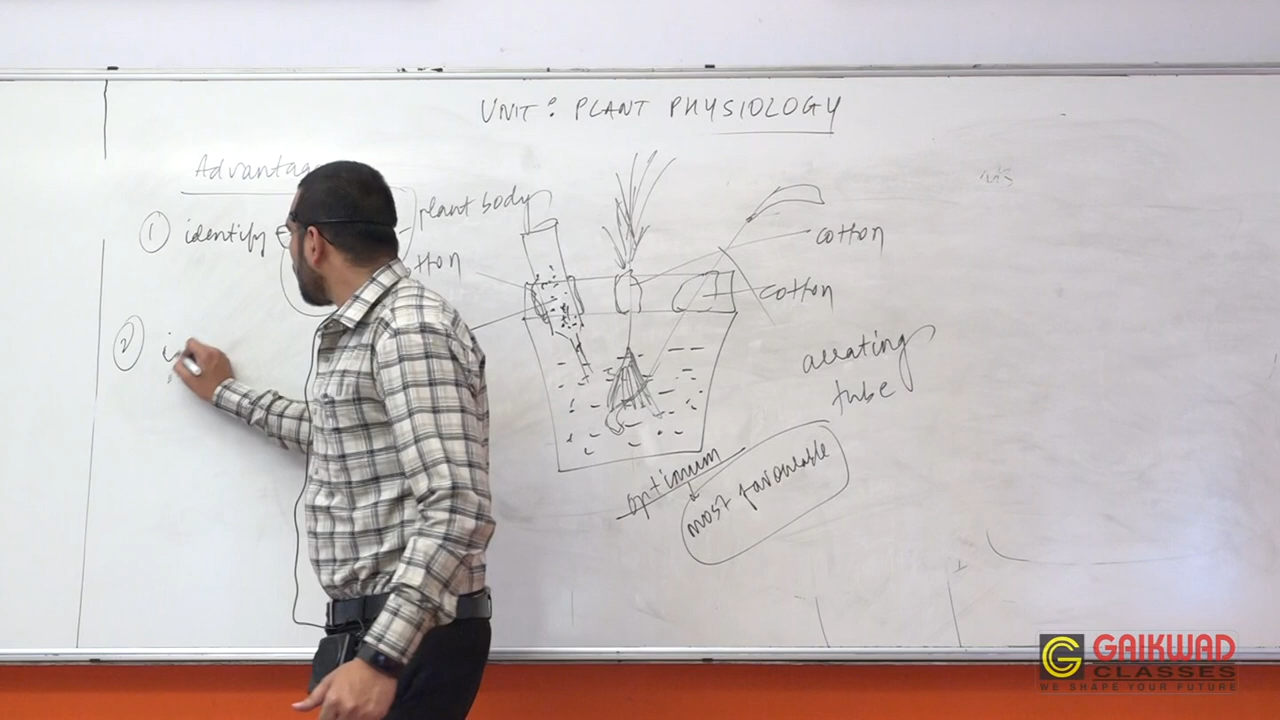 UNIT: PLANT PHYSIOLOGY
Advantag
① identify
②
plant body
tton
cotton
cotton
aerating
tube
optimum
most favourable
GAIKWAD
CLASSES
WE SHAPE YOUR FUTURE